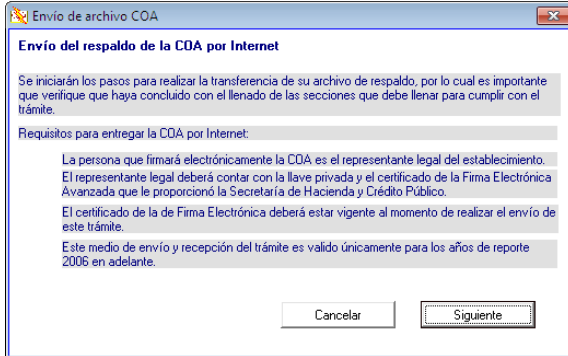 Envío de archivo COA
Envío del respaldo de la COA por Internet
Se iniciarán los pasos para realizar la transferencia de su archivo de respaldo, por lo cual es importante
que verifique que haya concluido con el llenado de las secciones que debe llenar para cumplir con el
trámite.
Requisitos para entregar la COA por Internet:
La persona que firmará electrónicamente la COA es el representante legal del establecimiento.
El representante legal deberá contar con la llave privada y el certificado de la Firma Electrónica
Avanzada que le proporcionó la Secretaría de Hacienda y Crédito Público.
El certificado de la de Firma Electrónica deberá estar vigente al momento de realizar el envío de
este trámite.
Este medio de envío y recepción del trámite es valido únicamente para los años de reporte
2006 en adelante.
Cancelar
Siguiente